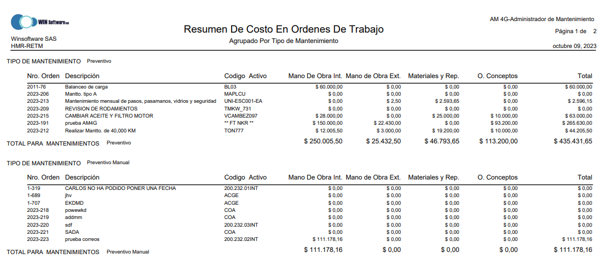 WIN Software
AM 4G-Administrador de Mantenimiento
Resumen De Costo En Ordenes De Trabajo
Página 1 de 2
Winsoftware SAS
Agrupado Por Tipo de Mantenimiento
HMR-RETM
octubre 09, 2023
TIPO DE MANTENIMIENTO Preventivo
Nro. Orden Descripción Codigo Activo Mano De Obra Int. Mano de Obra Ext. Materiales y Rep. O. Conceptos Total
2011-76 Balanceo de carga BL03 $ 60.000,00 $ 0,00 $ 0,00 $ 0,00 $ 60.000,00
2023-206 Mantto. tipo A MAPLCU $ 0,00 $ 0,00 $ 0,00 $ 0,00 $ 0,00
2023-213 Mantenimiento mensual de pasos, pasamanos, vidrios y seguridad UNI-ESC001-EA $ 0,00 $ 2,50 $ 2.593,65 $ 0,00 $ 2.596,15
2023-209 REVISION DE RODAMIENTOS TMKW_731 $ 0,00 $ 0,00 $ 0,00 $ 0,00 $ 0,00
2023-215 CAMBIAR ACEITE Y FILTRO MOTOR VCAMBEZ097 $ 28.000,00 $ 0,00 $ 25.000,00 $ 10.000,00 $ 63.000,00
2023-191 prueba AM4G ** FT NKR ** $ 150.000,00 $ 22.430,00 $ 0,00 $ 93.200,00 $ 265.630,00
2023-212 Realizar Mantto. de 40,000 KM TON777 $ 12.005,50 $ 3.000,00 $ 19.200,00 $ 10.000,00 $ 44.205,50
TOTAL PARA MANTENIMIENTOS Preventivo $ 250.005,50 $ 25.432,50 $ 46.793,65 $ 113.200,00 $ 435.431,65
TIPO DE MANTENIMIENTO Preventivo Manual
Nro. Orden Descripción Codigo Activo Mano De Obra Int. Mano de Obra Ext. Materiales y Rep. O. Conceptos Total
1-319 CARLOS NO HA PODIDO PONER UNA FECHA 200.232.01INT $ 0,00 $ 0,00 $ 0,00 $ 0,00 $ 0,00
1-689 jhv ACGE $ 0,00 $ 0,00 $ 0,00 $ 0,00 $ 0,00
1-707 EKDMD ACGE $ 0,00 $ 0,00 $ 0,00 $ 0,00 $ 0,00
2023-218 powewkd COA $ 0,00 $ 0,00 $ 0,00 $ 0,00 $ 0,00
2023-219 addmm COA $ 0,00 $ 0,00 $ 0,00 $ 0,00 $ 0,00
2023-220 sdf 200.232.03INT $ 0,00 $ 0,00 $ 0,00 $ 0,00 $ 0,00
2023-221 SADA COA $ 0,00 $ 0,00 $ 0,00 $ 0,00 $ 0,00
2023-223 prueba correos 200.232.02INT $ 111.178,16 $ 0,00 $ 0,00 $ 0,00 $ 111.178,16
TOTAL PARA MANTENIMIENTOS Preventivo Manual $ 111.178,16 $ 0,00 $ 0,00 $ 0,00 $ 111.178,16